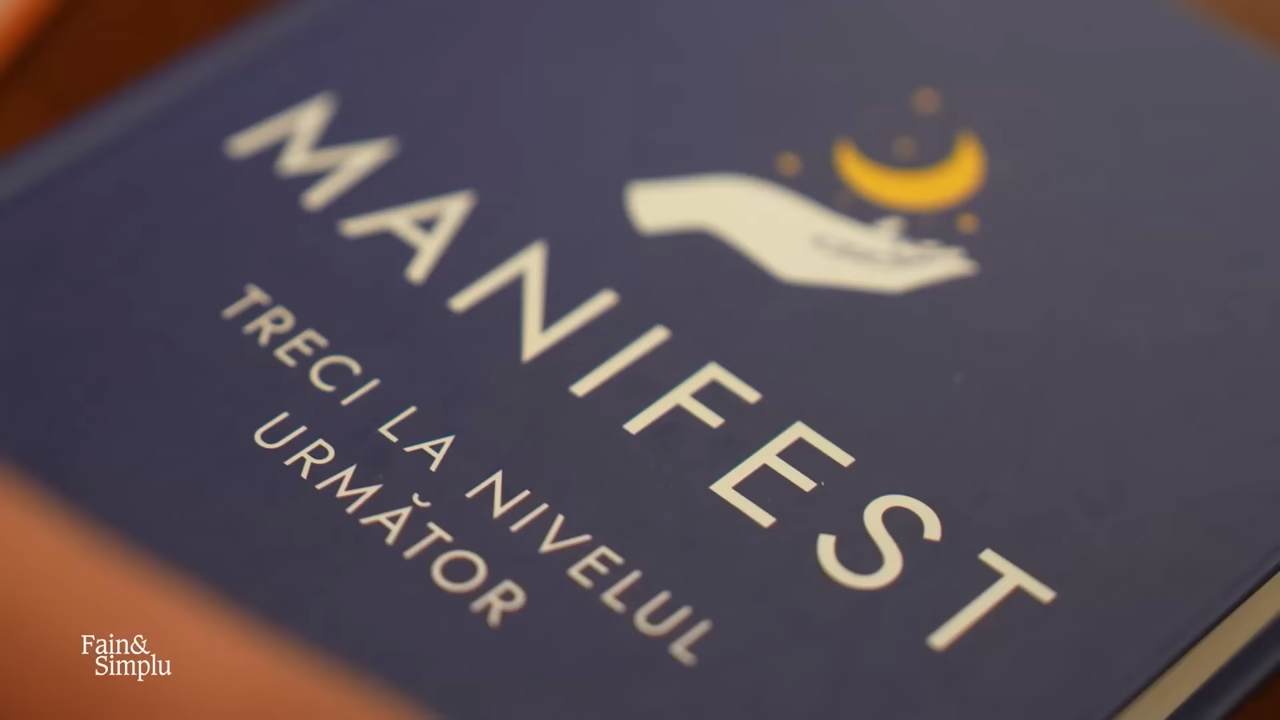 MANIFEST
TRECI LA NIVELUL
URMĂTOR
Fain&
Simplu